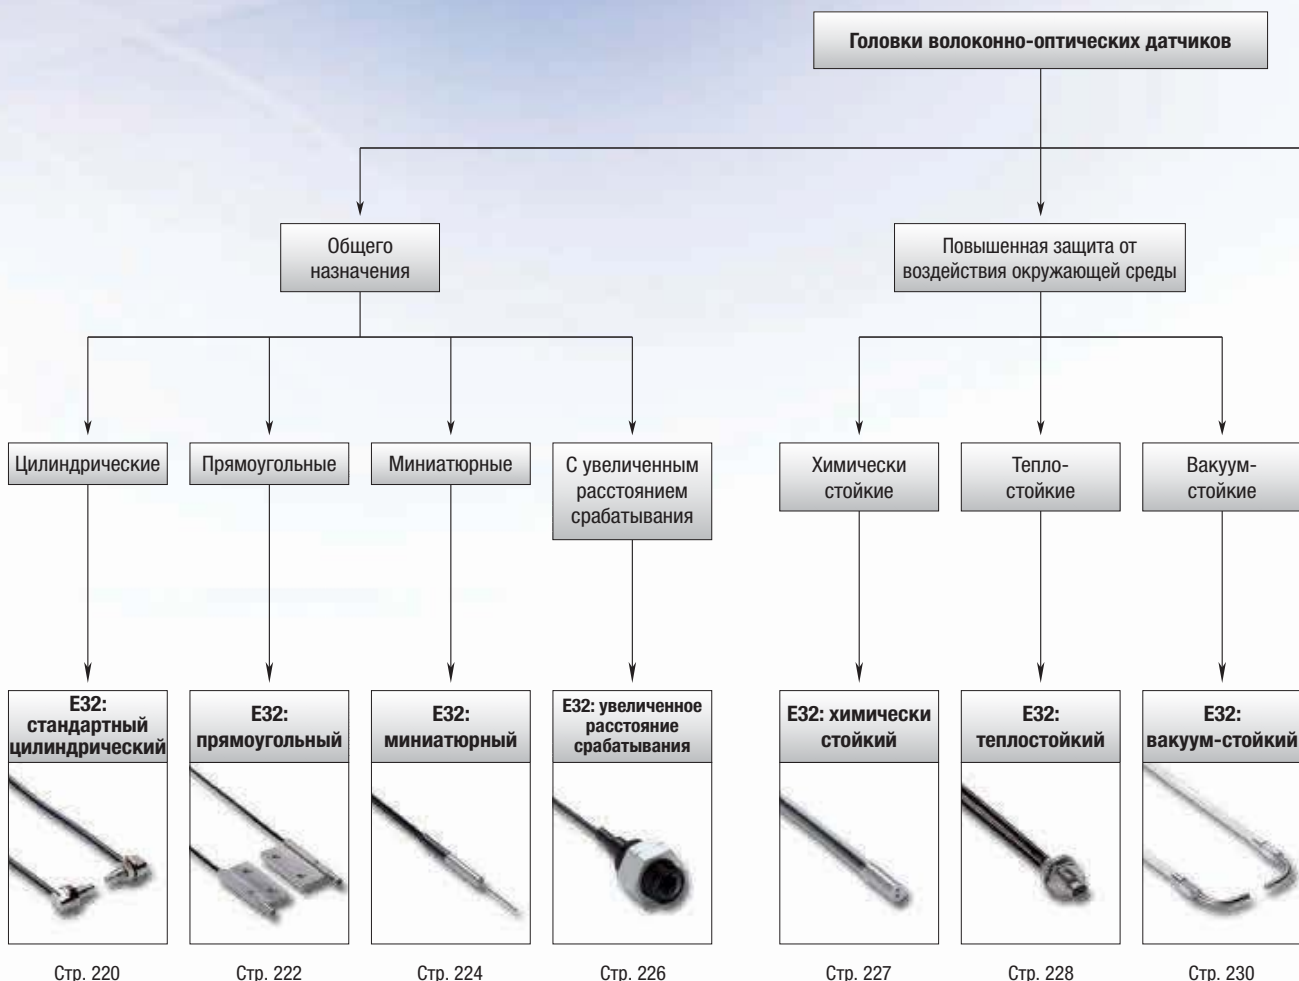 Головки волоконно-оптических датчиков
Общего
назначения
Повышенная защита от
воздействия окружающей среды
Цилиндрические
Прямоугольные
Миниатюрные
С увеличенным
расстоянием
срабатывания
Химически
стойкие
Тепло-
стойкие
Вакуум-
стойкие
E32:
стандартный
цилиндрический
E32:
прямоугольный
E32:
миниатюрный
E32: увеличенное
расстояние
срабатывания
E32: химически
стойкий
E32:
теплостойкий
E32:
вакуум-стойкий
Стр. 220
Стр. 222
Стр. 224
Стр. 226
Стр. 227
Стр. 228
Стр. 230